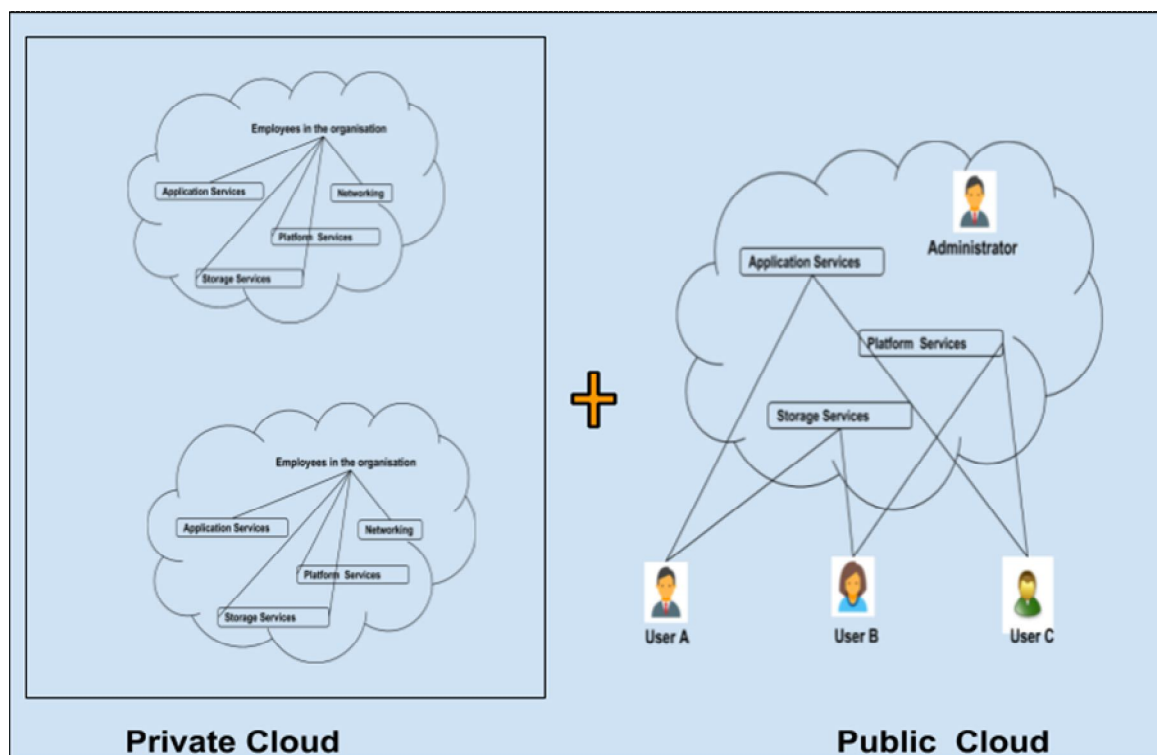 Employees in the organisation
Application Services
Networking
Platform Services
Storage Services
Employees in the organisation
Application Services
Networking
Platform Services
Storage Services
Private Cloud
Administrator
Application Services
Platform Services
Storage Services
User A
User B
User C
Public Cloud